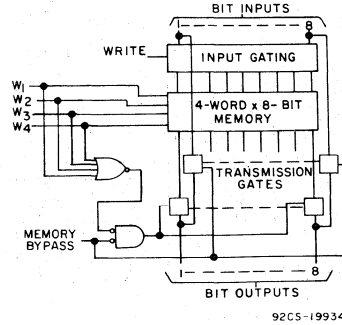 BIT INPUTS
1 8
WRITE
INPUT GATING
W1
W2
W3
W4
4-WORD x 8-BIT
MEMORY
TRANSMISSION
GATES
MEMORY
BYPASS
1 8
BIT OUTPUTS
92CS-19934